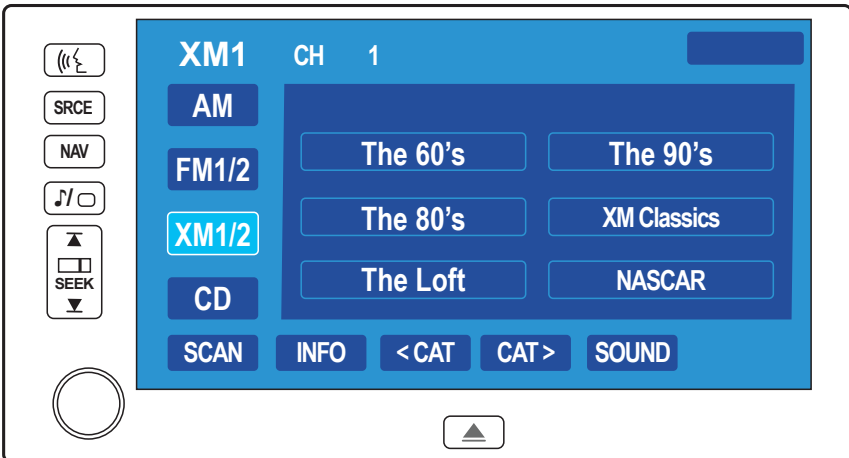 XM1 CH 1
SRCE
NAV
SEEK
AM
FM1/2
XM1/2
CD
The 60’s The 90’s
The 80’s XM Classics
The Loft NASCAR
SCAN INFO < CAT CAT > SOUND